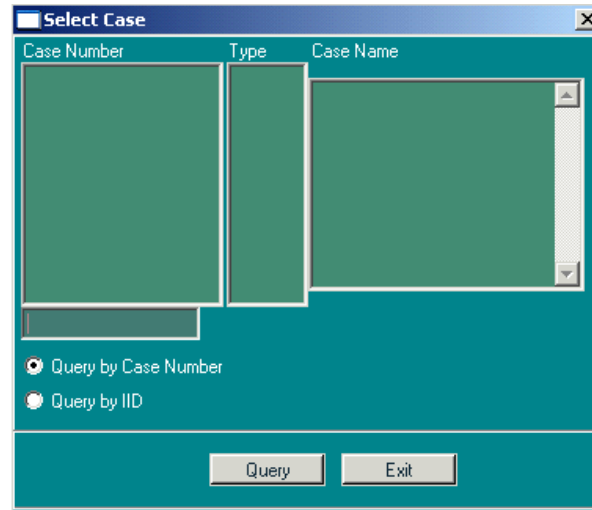 Select Case
Case Number Type Case Name
Query by Case Number
Query by IID
Query Exit